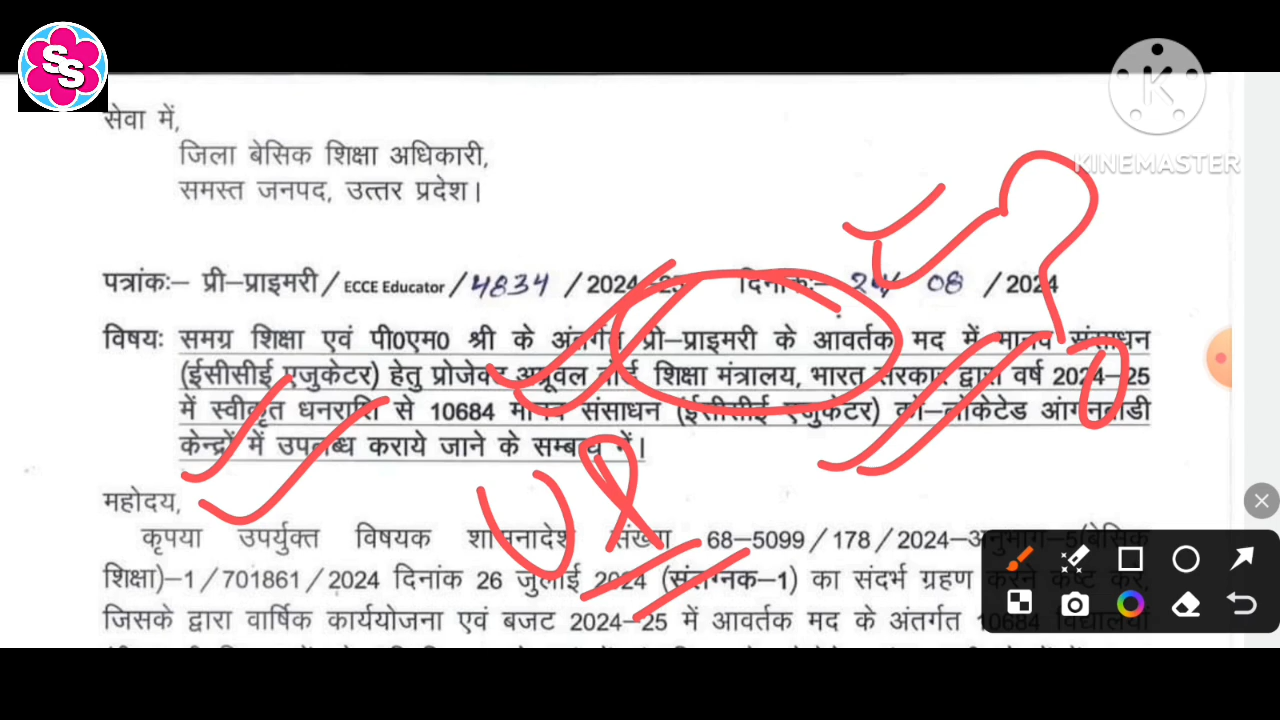 SS
KINEMASTER
सेवा में,
जिला बेसिक शिक्षा अधिकारी,
समस्त जनपद, उत्तर प्रदेश।
पत्रांकः– प्री–प्राइमरी / ECCE Educator / 4834 / 2024–25 दिनांकः– 08 / 2024
विषयः समग्र शिक्षा एवं पी0एम0 श्री के अंतर्गत प्री–प्राइमरी के आवर्तक मद में मानव संसाधन
(ईसीसीई एजुकेटर) हेतु प्रोजेक्ट अप्रूवल बोर्ड, शिक्षा मंत्रालय, भारत सरकार द्वारा वर्ष 2024–25
में स्वीकृत धनराशि से 10684 मानव संसाधन (ईसीसीई एजुकेटर) को–लोकेटेड आंगनबाडी
केन्द्रों में उपलब्ध कराये जाने के सम्बन्ध में।
UP
महोदय,
कृपया उपर्युक्त विषयक शासनादेश संख्या 68–5099 / 178 / 2024–अनुभाग–5(बेसिक
शिक्षा)–1 / 701861 / 2024 दिनांक 26 जुलाई 2024 (संलग्नक–1) का संदर्भ ग्रहण करने कष्ट करें,
जिसके द्वारा वार्षिक कार्ययोजना एवं बजट 2024–25 में आवर्तक मद के अंतर्गत 10684 विद्यालयों